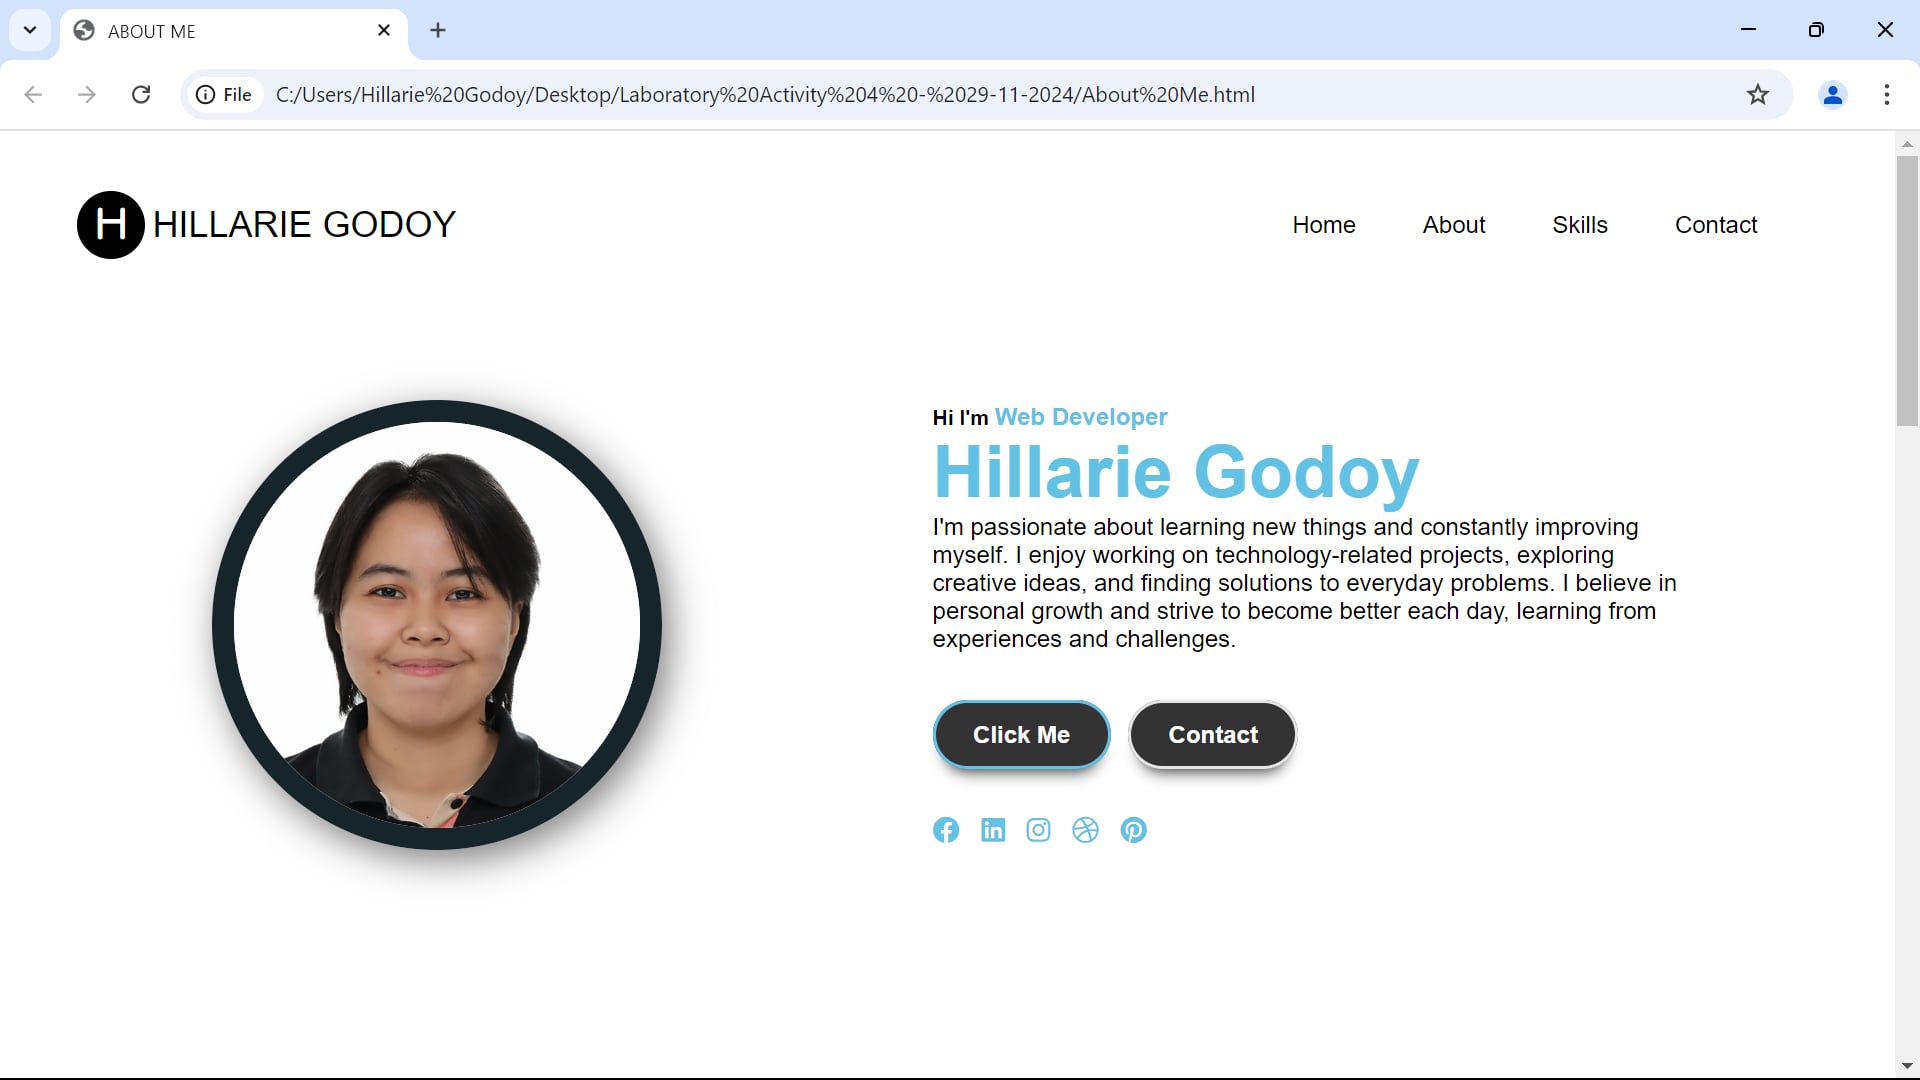 ABOUT ME
File
C:/Users/Hillarie%20Godoy/Desktop/Laboratory%20Activity%204%20-%2029-11-2024/About%20Me.html
H HILLARIE GODOY
Home About Skills Contact
Hi I'm Web Developer
Hillarie Godoy
I'm passionate about learning new things and constantly improving
myself. I enjoy working on technology-related projects, exploring
creative ideas, and finding solutions to everyday problems. I believe in
personal growth and strive to become better each day, learning from
experiences and challenges.
Click Me Contact